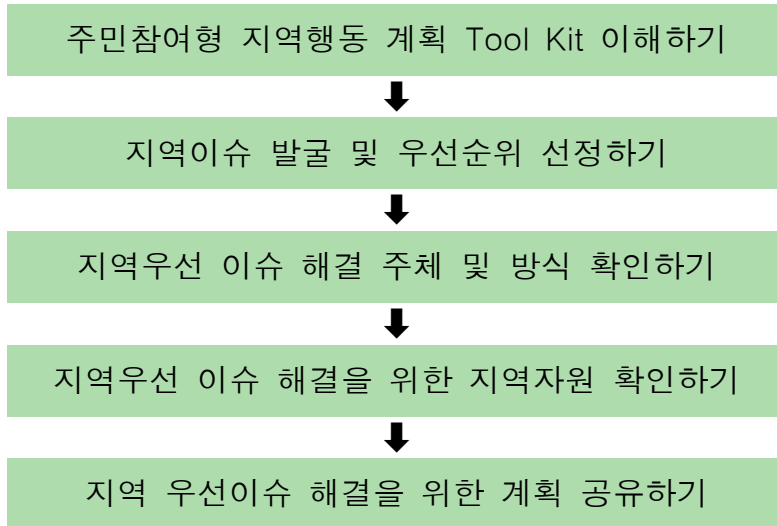 주민참여형 지역행동 계획 Tool Kit 이해하기
지역이슈 발굴 및 우선순위 선정하기
지역우선 이슈 해결 주체 및 방식 확인하기
지역우선 이슈 해결을 위한 지역자원 확인하기
지역 우선이슈 해결을 위한 계획 공유하기